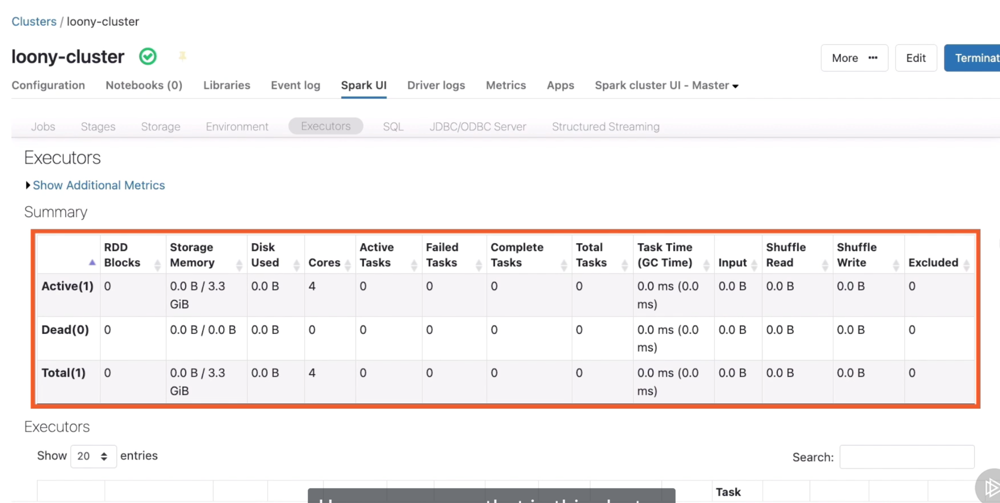 Clusters / loony-cluster
loony-cluster
More ··· Edit Terminat
Configuration Notebooks (0) Libraries Event log Spark UI Driver logs Metrics Apps Spark cluster UI - Master
Jobs Stages Storage Environment Executors SQL JDBC/ODBC Server Structured Streaming
Executors
Show Additional Metrics
Summary
RDD Blocks Storage Memory Disk Used Cores Active Tasks Failed Tasks Complete Tasks Total Tasks Task Time (GC Time) Input Shuffle Read Shuffle Write Excluded
Active(1) 0 0.0 B / 3.3 GiB 0.0 B 4 0 0 0 0 0.0 ms (0.0 ms) 0.0 B 0.0 B 0.0 B 0
Dead(0) 0 0.0 B / 0.0 B 0.0 B 0 0 0 0 0 0.0 ms (0.0 ms) 0.0 B 0.0 B 0.0 B 0
Total(1) 0 0.0 B / 3.3 GiB 0.0 B 4 0 0 0 0 0.0 ms (0.0 ms) 0.0 B 0.0 B 0.0 B 0
Executors
Show 20 entries Search:
Task
that in this